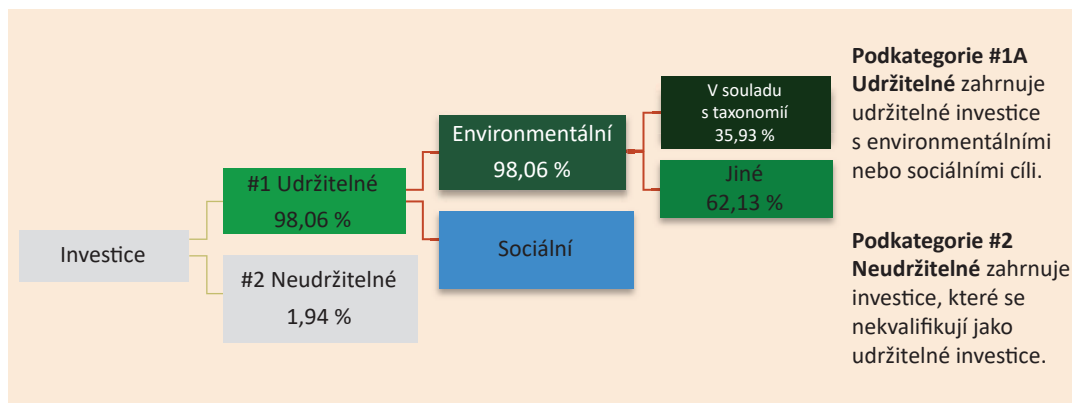 Investice
#1 Udržitelné
98,06 %
#2 Neudržitelné
1,94 %
Environmentální
98,06 %
Sociální
V souladu
s taxonomií
35,93 %
Jiné
62,13 %
Podkategorie #1A
Udržitelné zahrnuje
udržitelné investice
s environmentálními
nebo sociálními cíli.
Podkategorie #2
Neudržitelné zahrnuje
investice, které se
nekvalifikují jako
udržitelné investice.